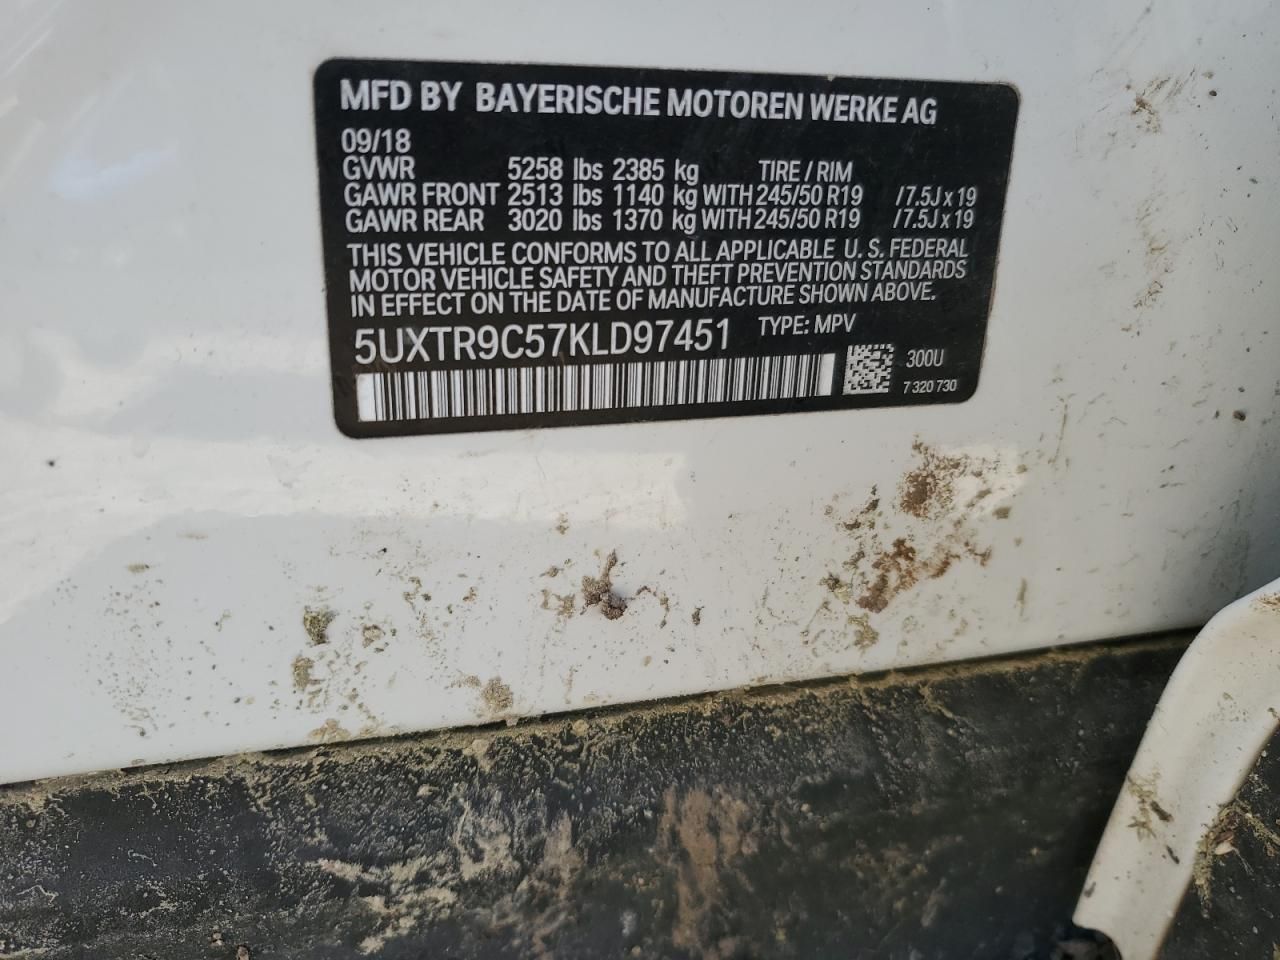 MFD BY BAYERISCHE MOTOREN WERKE AG
09/18
GVWR 5258 lbs 2385 kg TIRE / RIM
GAWR FRONT 2513 lbs 1140 kg WITH 245/50 R19 / 7.5J x 19
GAWR REAR 3020 lbs 1370 kg WITH 245/50 R19 / 7.5J x 19
THIS VEHICLE CONFORMS TO ALL APPLICABLE U. S. FEDERAL
MOTOR VEHICLE SAFETY AND THEFT PREVENTION STANDARDS
IN EFFECT ON THE DATE OF MANUFACTURE SHOWN ABOVE.
5UXTR9C57KLD97451 TYPE: MPV
300U
7 320 730